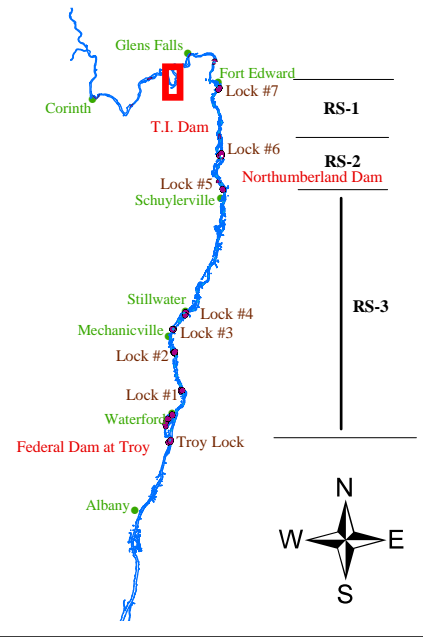 Glens Falls
Fort Edward
Lock #7
Corinth
RS-1
T.I. Dam
Lock #6
RS-2
Northumberland Dam
Lock #5
Schuylerville
Stillwater
RS-3
Lock #4
Mechanicville
Lock #3
Lock #2
Lock #1
Waterford
Federal Dam at Troy
Troy Lock
Albany
N
W
E
S